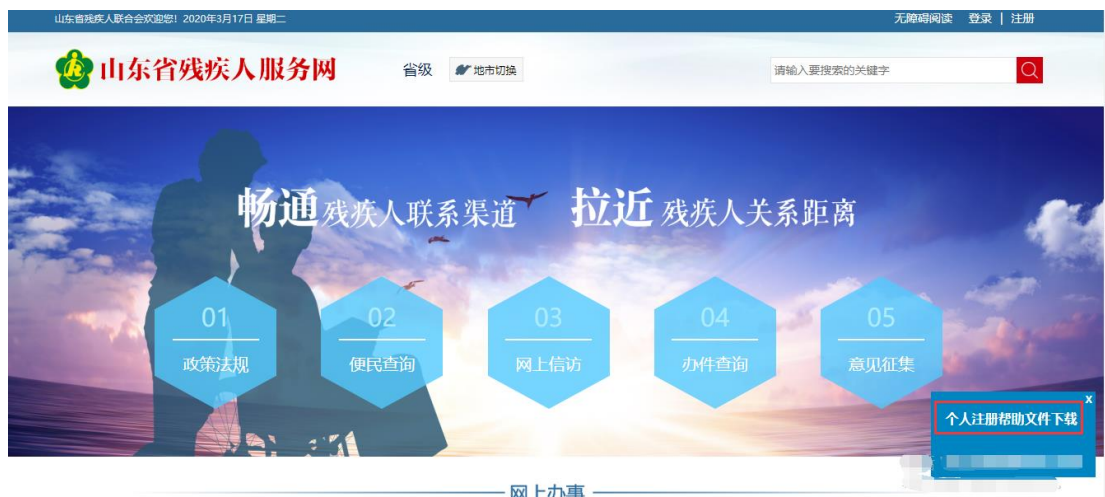 山东省残疾人联合会欢迎您！2020年3月17日 星期二
无障碍阅读 登录 | 注册
山东省残疾人服务网
省级 地市切换
请输入要搜索的关键字
畅通残疾人联系渠道 拉近残疾人关系距离
01
政策法规
02
便民查询
03
网上信访
04
办件查询
05
意见征集
x
个人注册帮助文件下载
网上办事